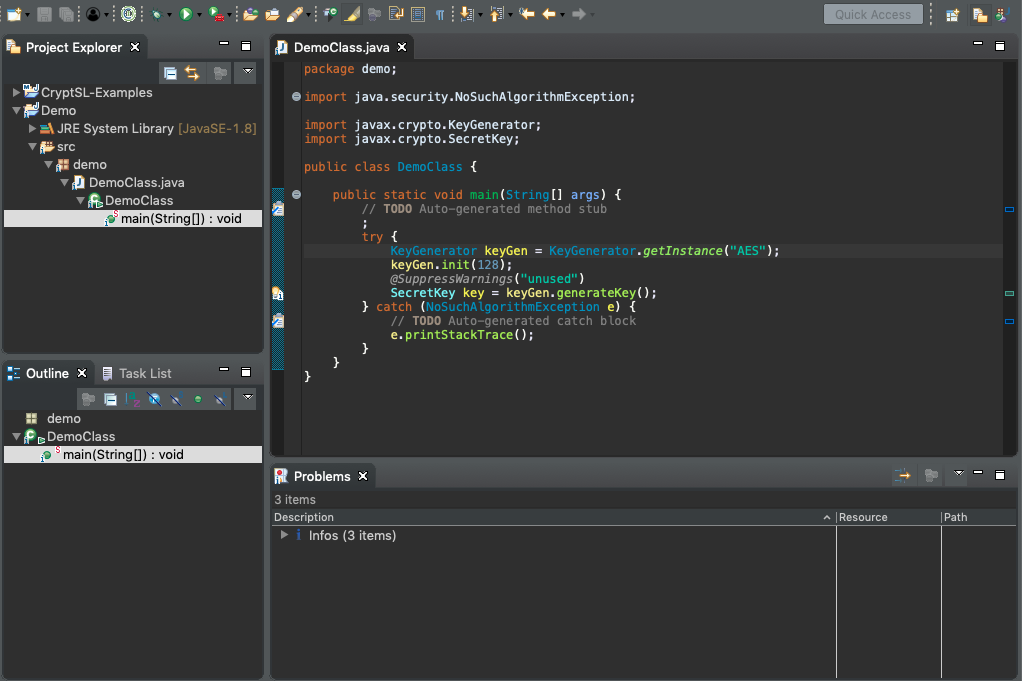 Quick Access
Project Explorer
CryptSL-Examples
Demo
JRE System Library [JavaSE-1.8]
src
demo
DemoClass.java
DemoClass
main(String[]) : void
Outline
Task List
demo
DemoClass
main(String[]) : void
DemoClass.java
package demo;
import java.security.NoSuchAlgorithmException;
import javax.crypto.KeyGenerator;
import javax.crypto.SecretKey;
public class DemoClass {
public static void main(String[] args) {
// TODO Auto-generated method stub
;
try {
KeyGenerator keyGen = KeyGenerator.getInstance("AES");
keyGen.init(128);
@SuppressWarnings("unused")
SecretKey key = keyGen.generateKey();
} catch (NoSuchAlgorithmException e) {
// TODO Auto-generated catch block
e.printStackTrace();
}
}
}
Problems
3 items
Description Resource Path
Infos (3 items)